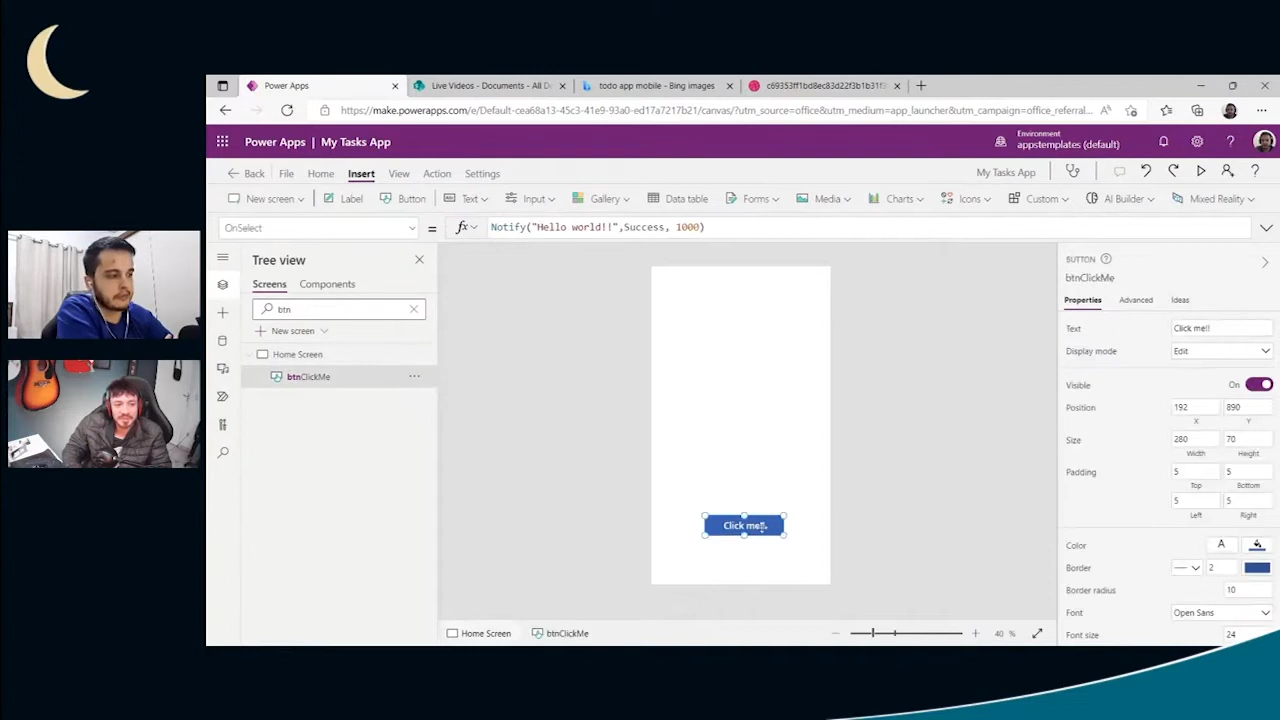 Power Apps
Live Videos - Documents - All D
todo app mobile - Bing images
c69353ff1bd8ec83d22f3b1b31f3
https://make.powerapps.com/e/Default-cea68a13-45c3-41e9-93a0-ed17a7217b21/canvas/?utm_source=office&utm_medium=app_launcher&utm_campaign=office_referral...
Power Apps | My Tasks App
Environment
appstemplates (default)
Back File Home Insert View Action Settings
My Tasks App
New screen Label Button Text Input Gallery Data table Forms Media Charts Icons Custom AI Builder Mixed Reality
OnSelect = fx Notify("Hello world!!",Success, 1000)
Tree view
Screens Components
btn
New screen
Home Screen
btnClickMe
Click me!!
Home Screen btnClickMe
40 %
BUTTON
btnClickMe
Properties Advanced Ideas
Text Click me!!
Display mode Edit
Visible On
Position 192 890
X Y
Size 280 70
Width Height
Padding 5 5
Top Bottom
5 5
Left Right
Color A
Border 2
Border radius 10
Font Open Sans
Font size 24